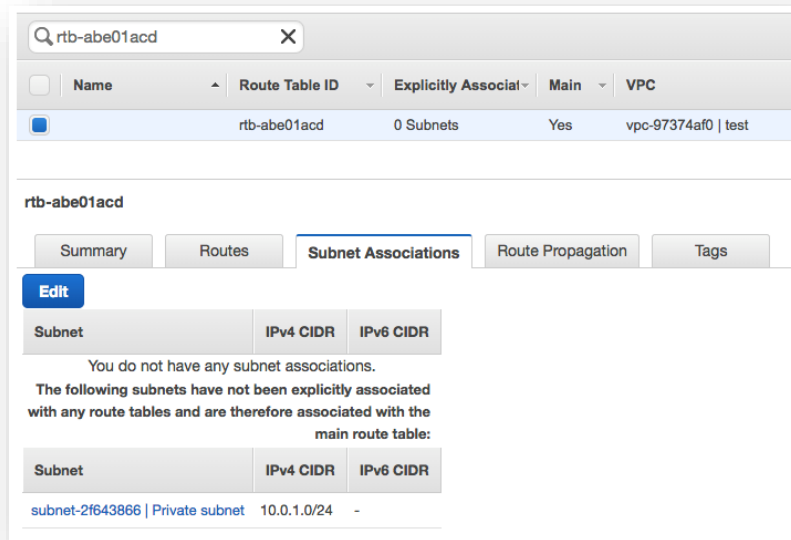 rtb-abe01acd
Name Route Table ID Explicitly Associat Main VPC
rtb-abe01acd 0 Subnets Yes vpc-97374af0 | test
rtb-abe01acd
Summary Routes Subnet Associations Route Propagation Tags
Edit
Subnet IPv4 CIDR IPv6 CIDR
You do not have any subnet associations.
The following subnets have not been explicitly associated
with any route tables and are therefore associated with the
main route table:
Subnet IPv4 CIDR IPv6 CIDR
subnet-2f643866 | Private subnet 10.0.1.0/24 -